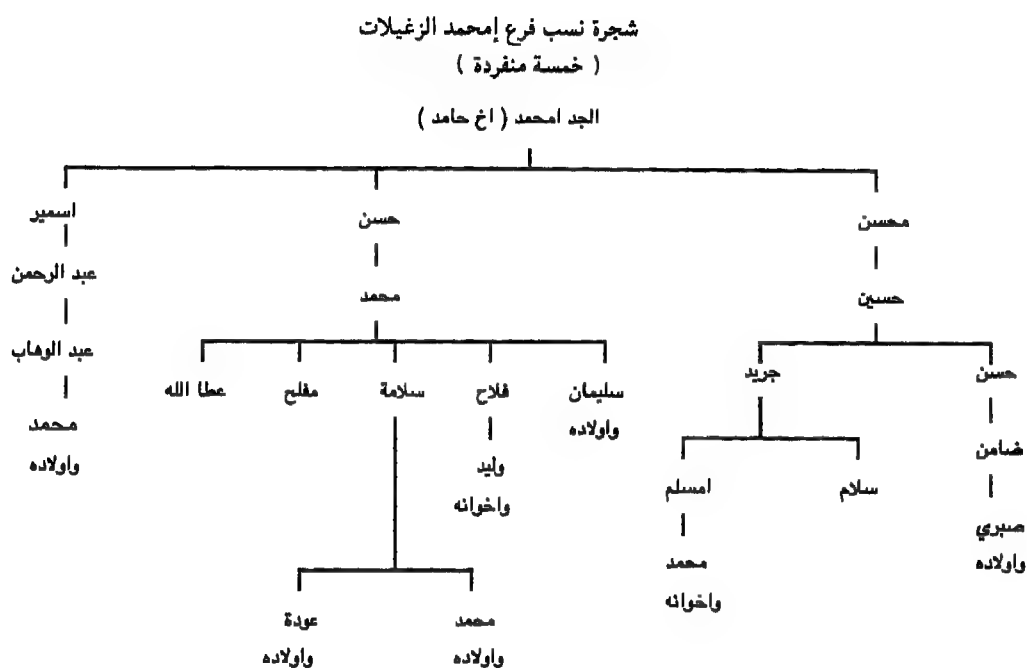 شجرة نسب فرع إمحمد الزغيلات
( خمسة منفردة )
الجد امحمد ( اخ حامد )
محسن
حسن
اسمير
حسين
محمد
عبد الرحمن
حسن
جريد
عبد الوهاب
سليمان
واولاده
فلاح
سلامة
مفلح
عطا الله
محمد
واولاده
ضامن
وليد
واخوانه
سلام
امسلم
صبري
واولاده
محمد
واخوانه
محمد
واولاده
عودة
واولاده